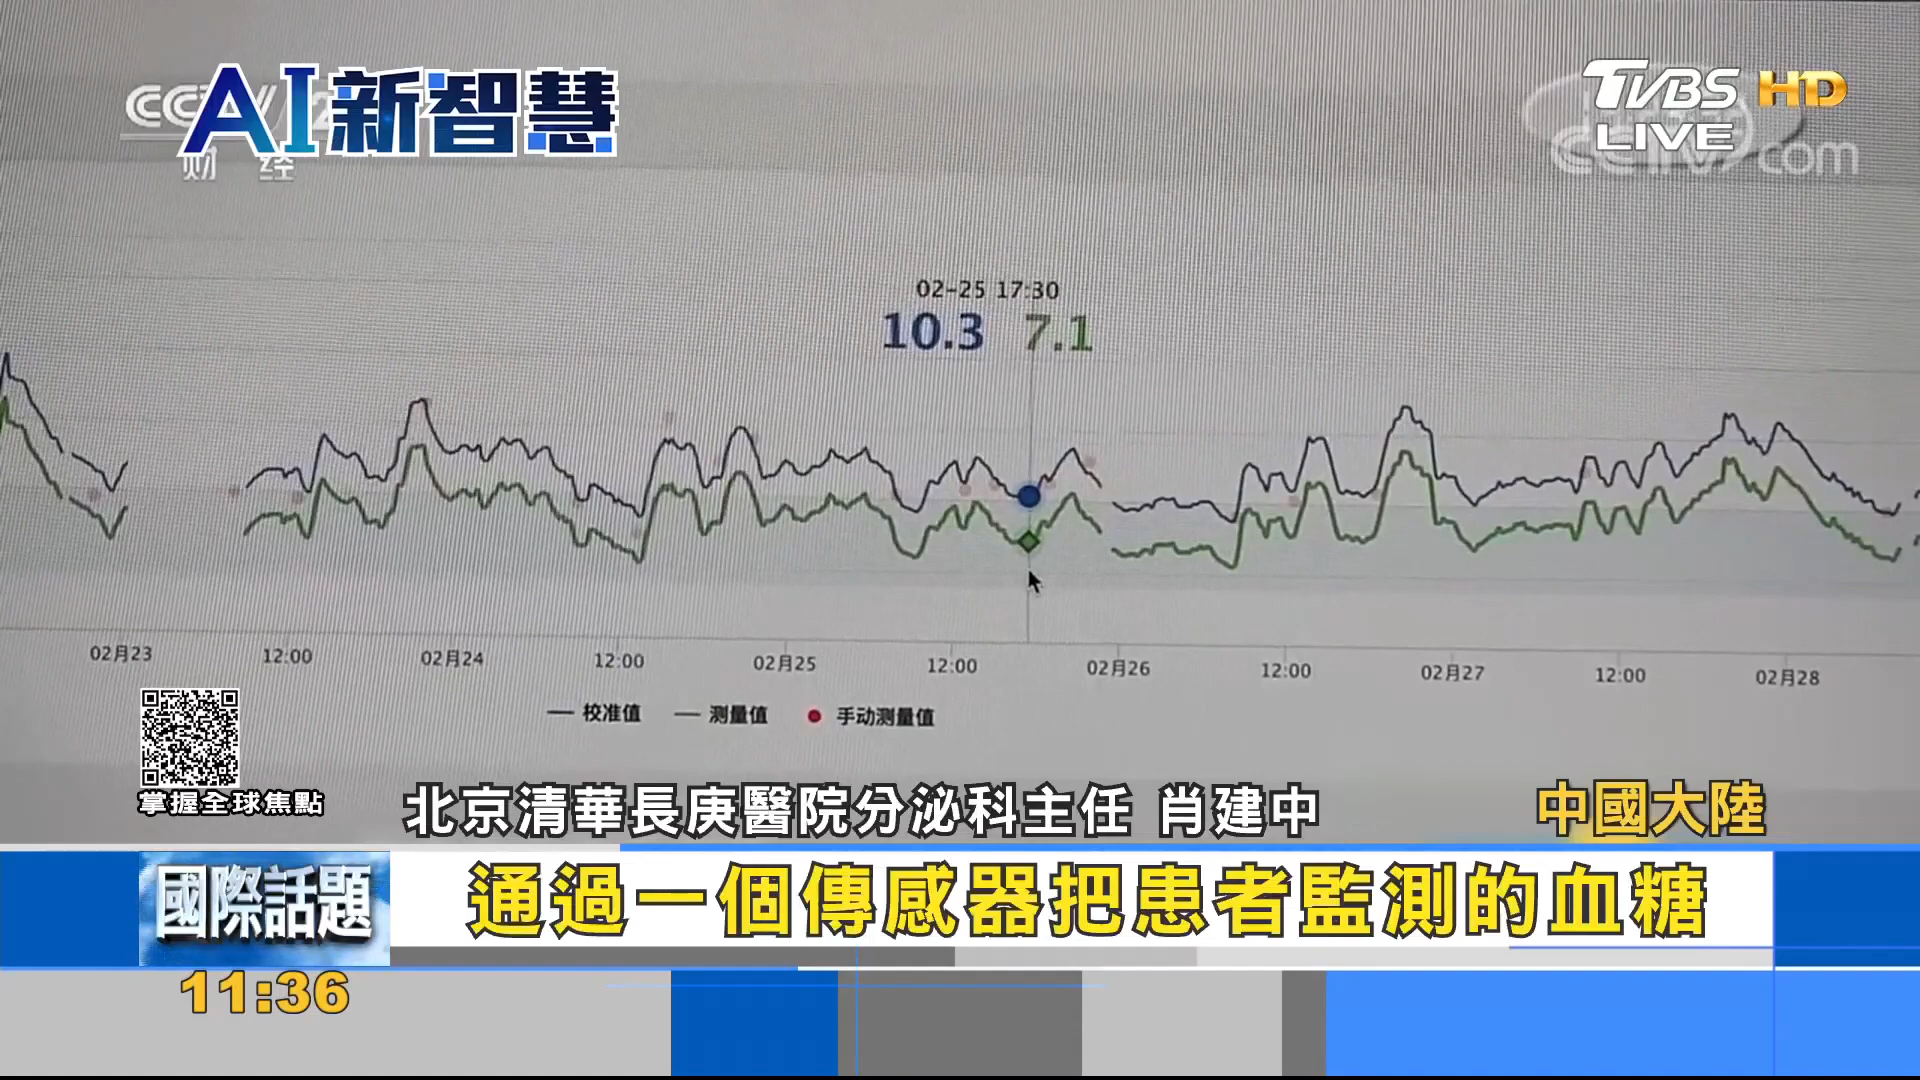 AI新智慧
财 经
TVBS HD
LIVE
CCTV.com
02-25 17:30
10.3 7.1
02月23 12:00 02月24 12:00 02月25 12:00 02月26 12:00 02月27 12:00 02月28
校准值 测量值 手动测量值
掌握全球焦點
北京清華長庚醫院分泌科主任 肖建中
中國大陸
國際話題
通過一個傳感器把患者監測的血糖
11:36